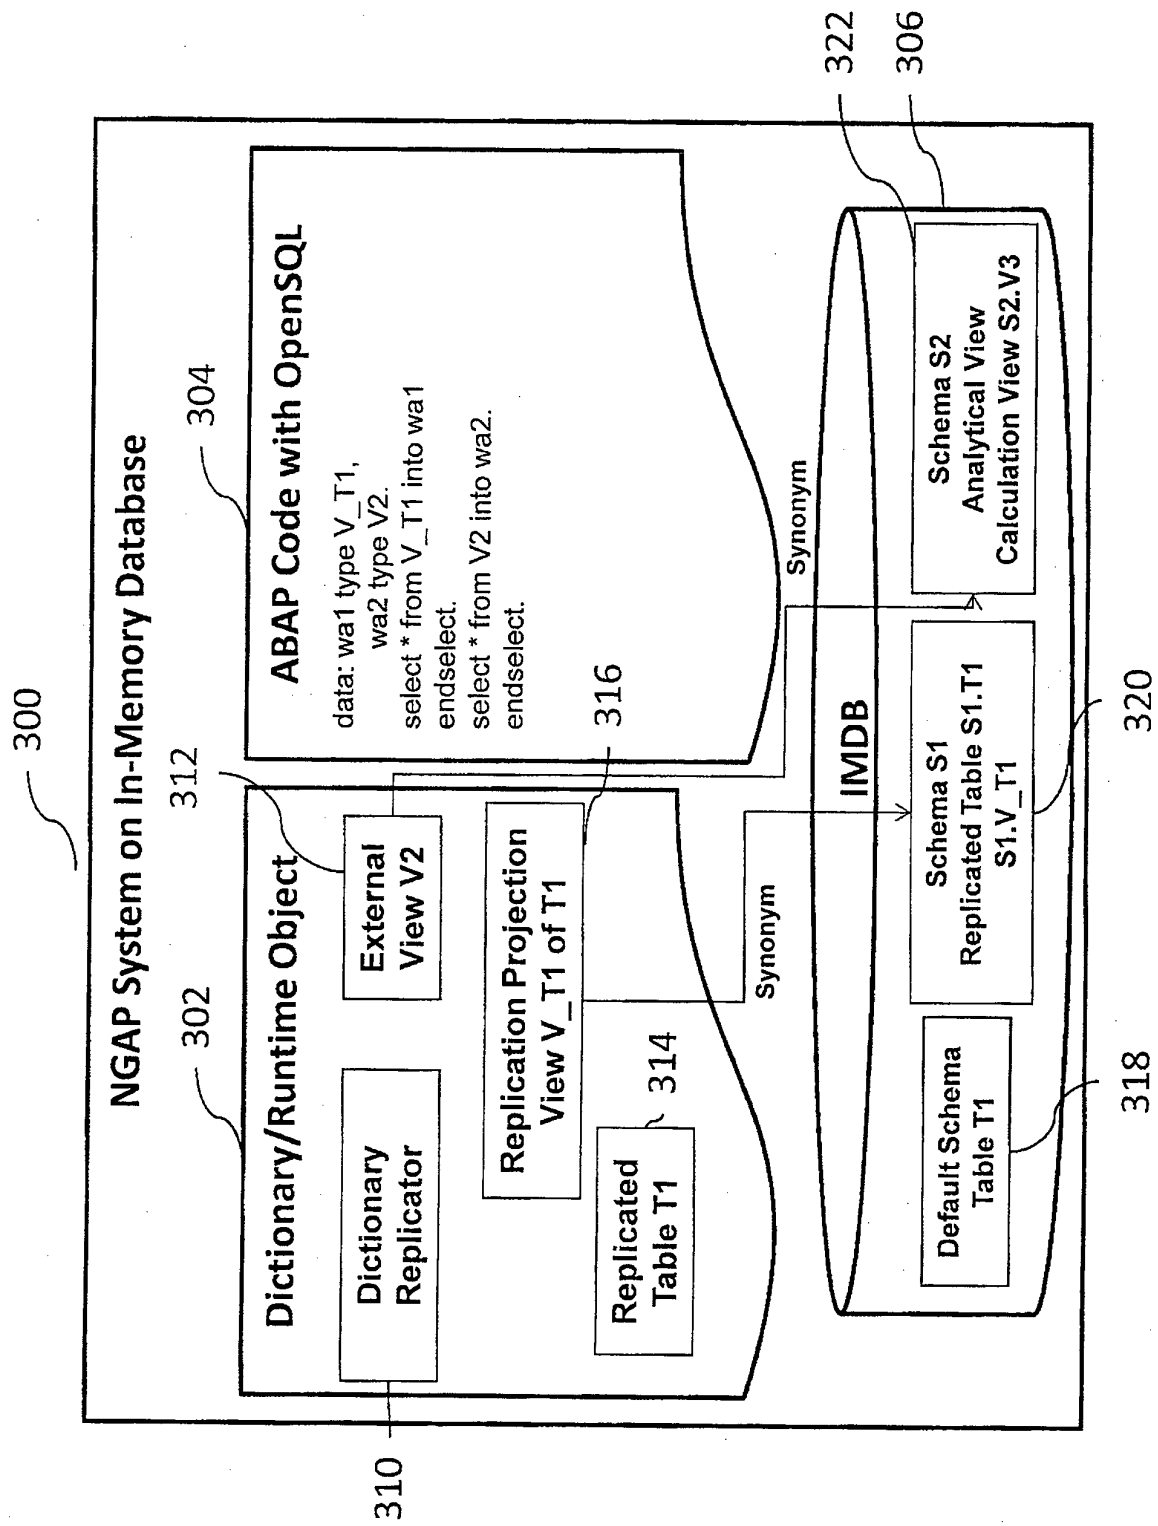 300
NGAP System on In-Memory Database
302
Dictionary/Runtime Object
310
Dictionary
Replicator
312
External
View V2
Replication Projection
View V_T1 of T1
316
Replicated
Table T1
314
304
ABAP Code with OpenSQL
data: wa1 type V_T1,
wa2 type V2.
select * from V_T1 into wa1
endselect.
select * from V2 into wa2.
endselect.
Synonym
Synonym
IMDB
Default Schema
Table T1
318
Schema S1
Replicated Table S1.T1
S1.V_T1
320
Schema S2
Analytical View
Calculation View S2.V3
322
306